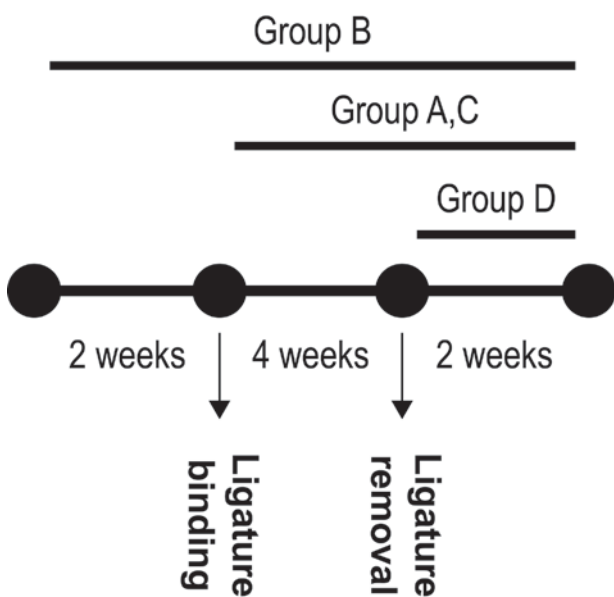 Group B
Group A,C
Group D
2 weeks
4 weeks
2 weeks
Ligature
binding
Ligature
removal